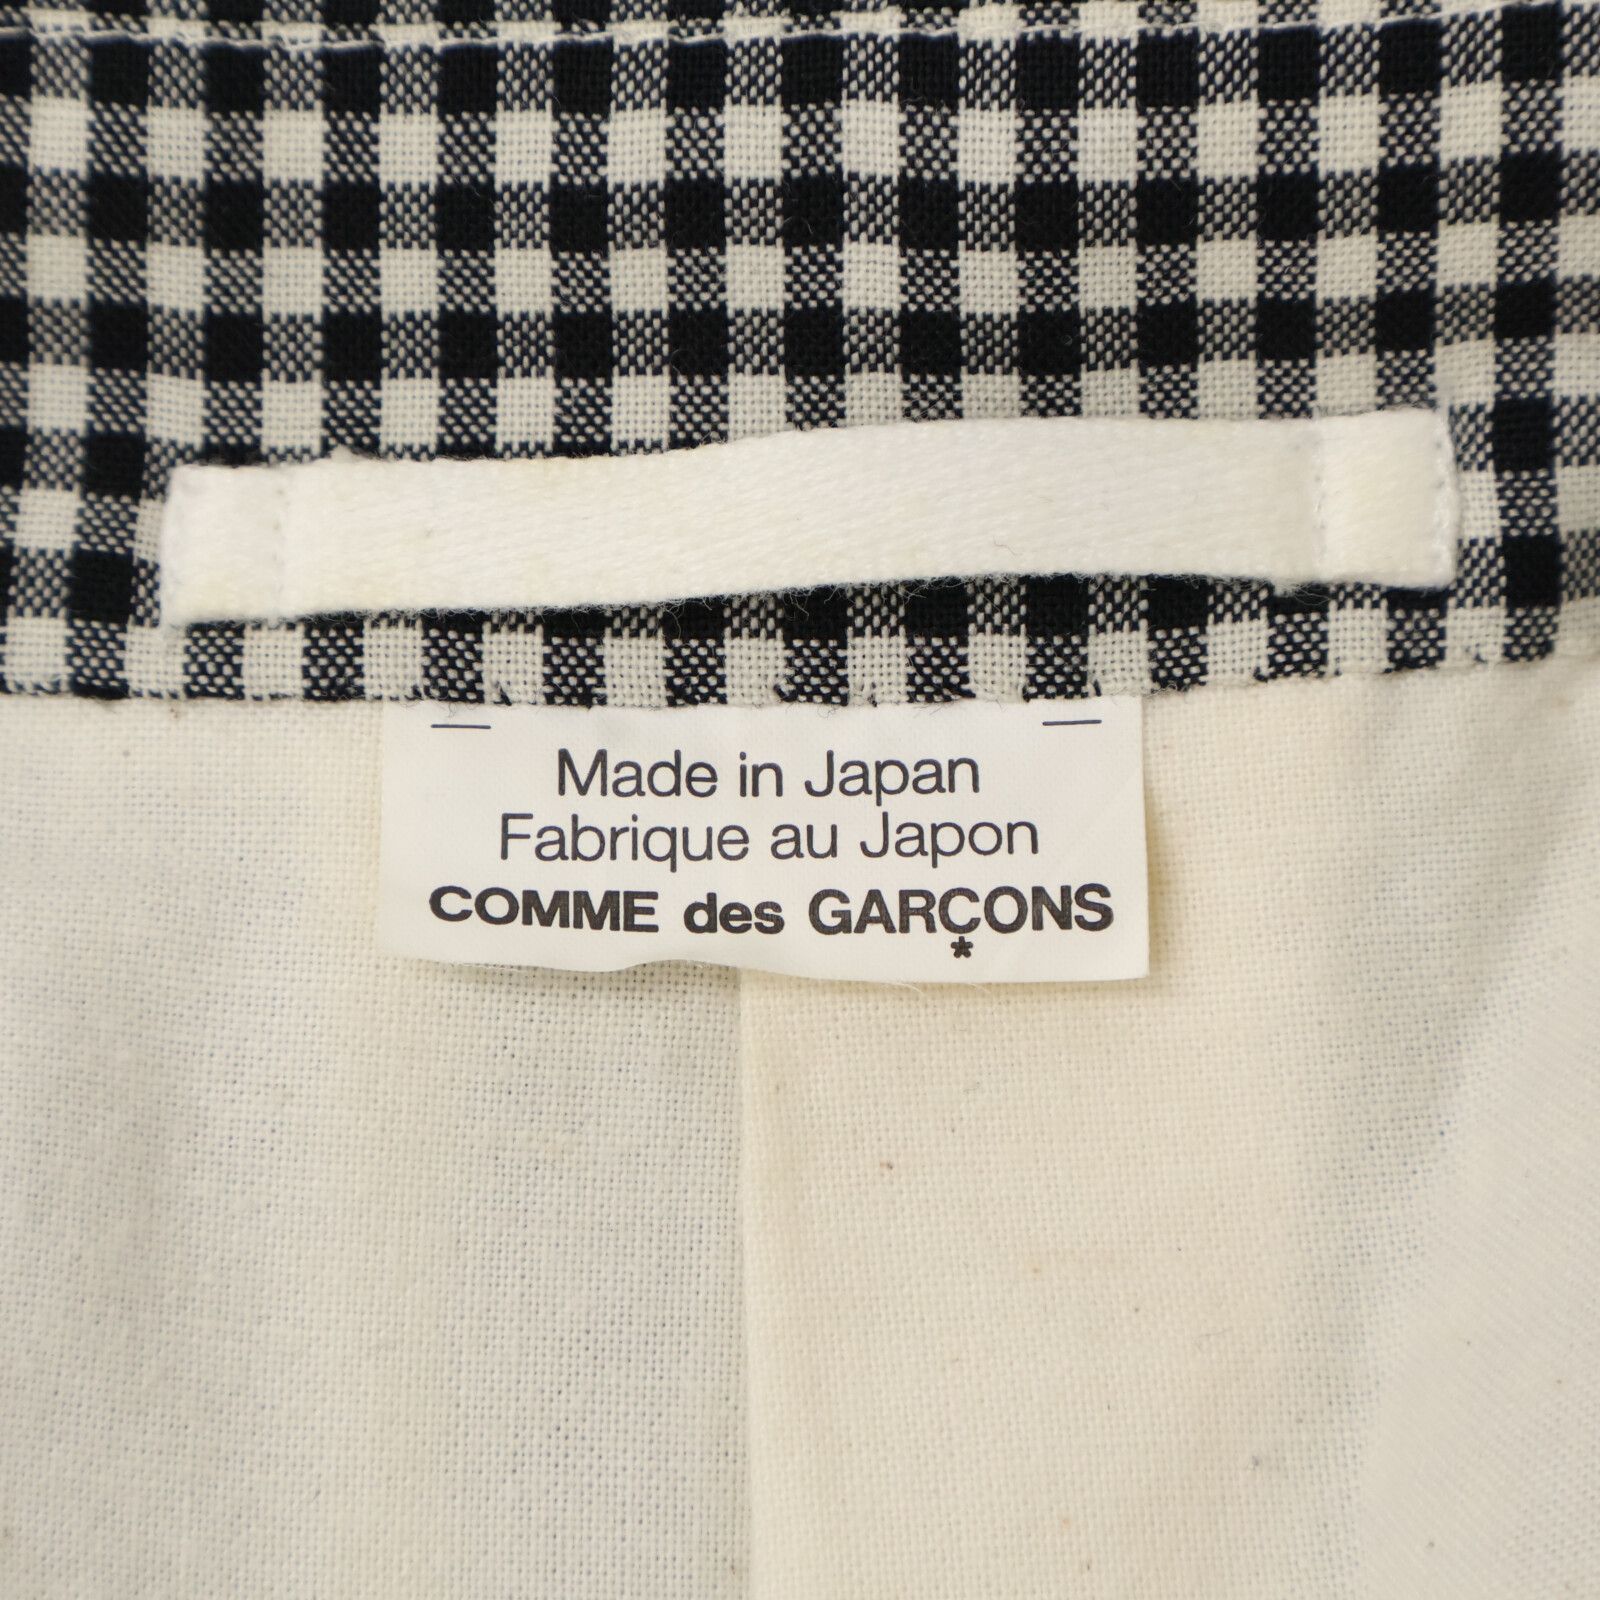 Made in Japan
Fabrique au Japon
COMME des GARÇONS
*